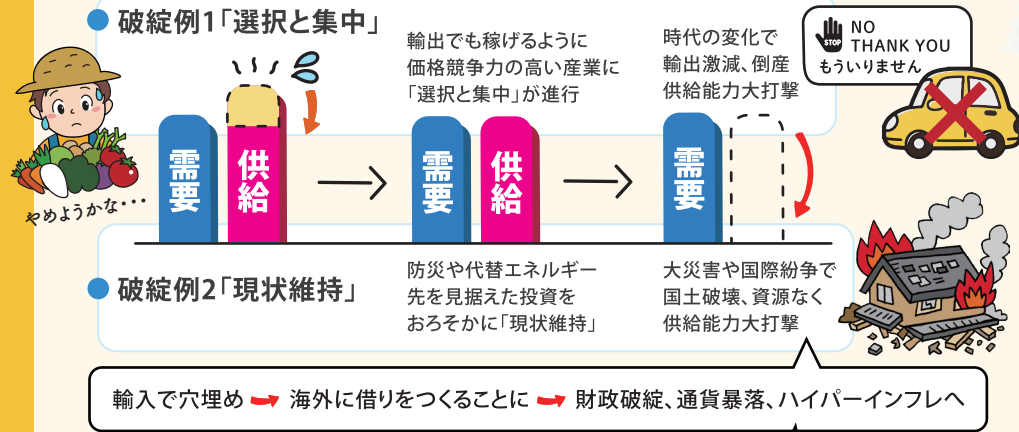 破綻例1「選択と集中」
輸出でも稼げるように
価格競争力の高い産業に
「選択と集中」が進行
時代の変化で
輸出激減、倒産
供給能力大打撃
STOP
NO
THANK YOU
もういりません
需要
供給
需要
供給
需要
やめようかな・・・
破綻例2「現状維持」
防災や代替エネルギー
先を見据えた投資を
おろそかに「現状維持」
大災害や国際紛争で
国土破壊、資源なく
供給能力大打撃
輸入で穴埋め 海外に借りをつくることに 財政破綻、通貨暴落、ハイパーインフレへ